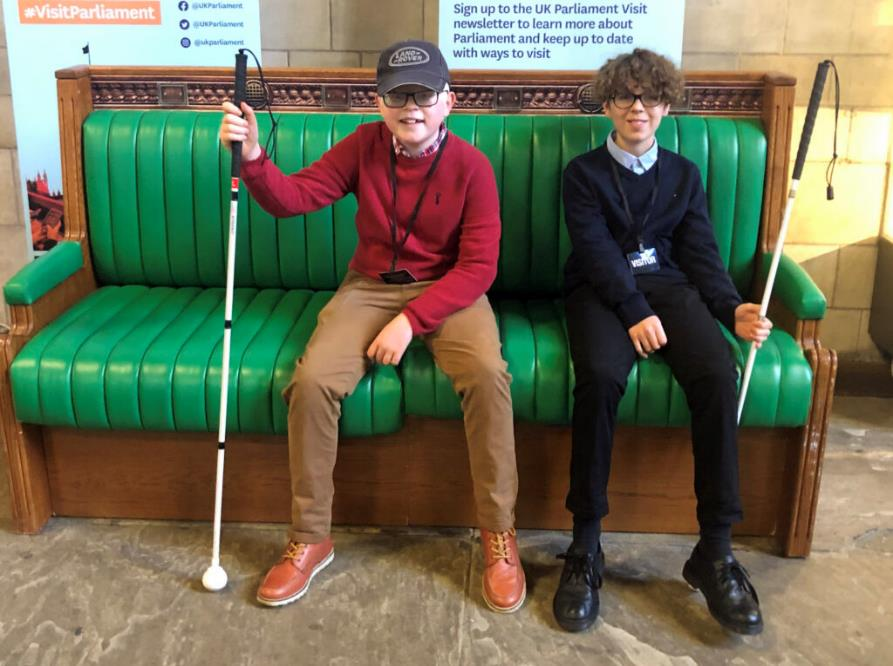 #VisitParliament
@UKParliament
@UKParliament
@ukparliament
Sign up to the UK Parliament Visit
newsletter to learn more about
Parliament and keep up to date
with ways to visit
LAND
ROVER
VISITOR